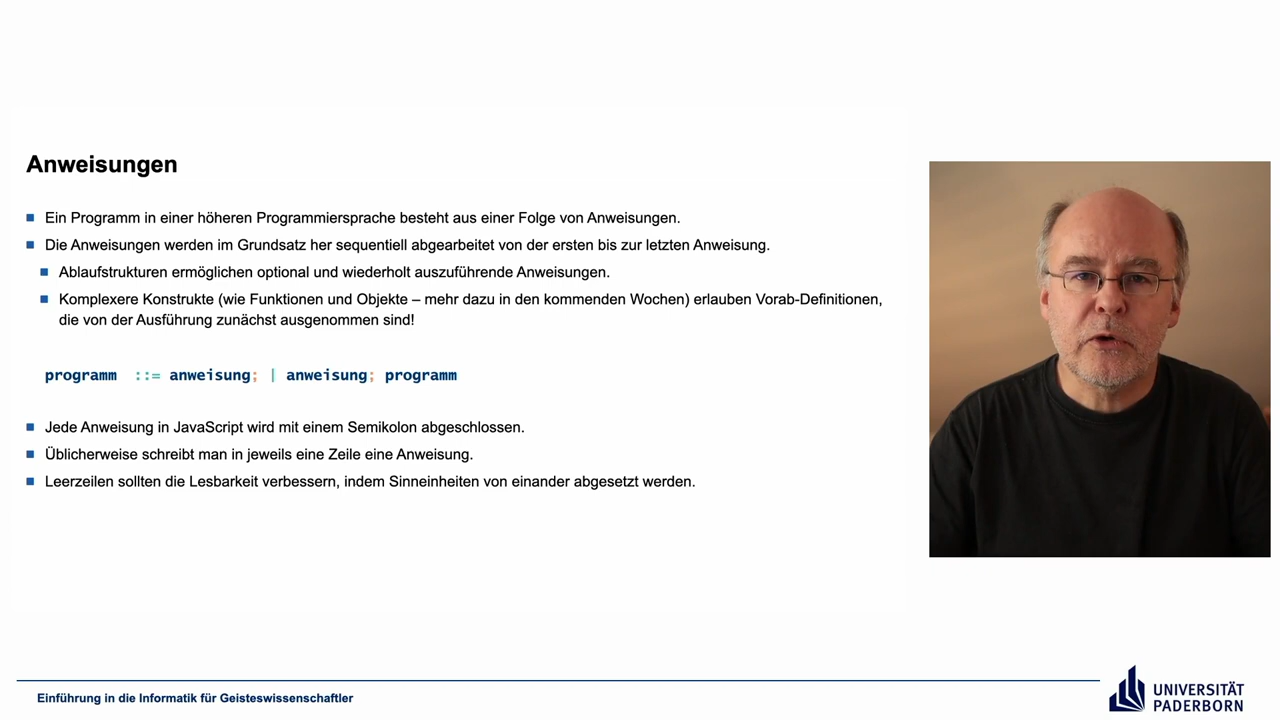 Anweisungen
Ein Programm in einer höheren Programmiersprache besteht aus einer Folge von Anweisungen.
Die Anweisungen werden im Grundsatz her sequentiell abgearbeitet von der ersten bis zur letzten Anweisung.
Ablaufstrukturen ermöglichen optional und wiederholt auszuführende Anweisungen.
Komplexere Konstrukte (wie Funktionen und Objekte – mehr dazu in den kommenden Wochen) erlauben Vorab-Definitionen,
die von der Ausführung zunächst ausgenommen sind!
programm ::= anweisung; | anweisung; programm
Jede Anweisung in JavaScript wird mit einem Semikolon abgeschlossen.
Üblicherweise schreibt man in jeweils eine Zeile eine Anweisung.
Leerzeilen sollten die Lesbarkeit verbessern, indem Sinneinheiten von einander abgesetzt werden.
Einführung in die Informatik für Geisteswissenschaftler
UNIVERSITÄT
PADERBORN